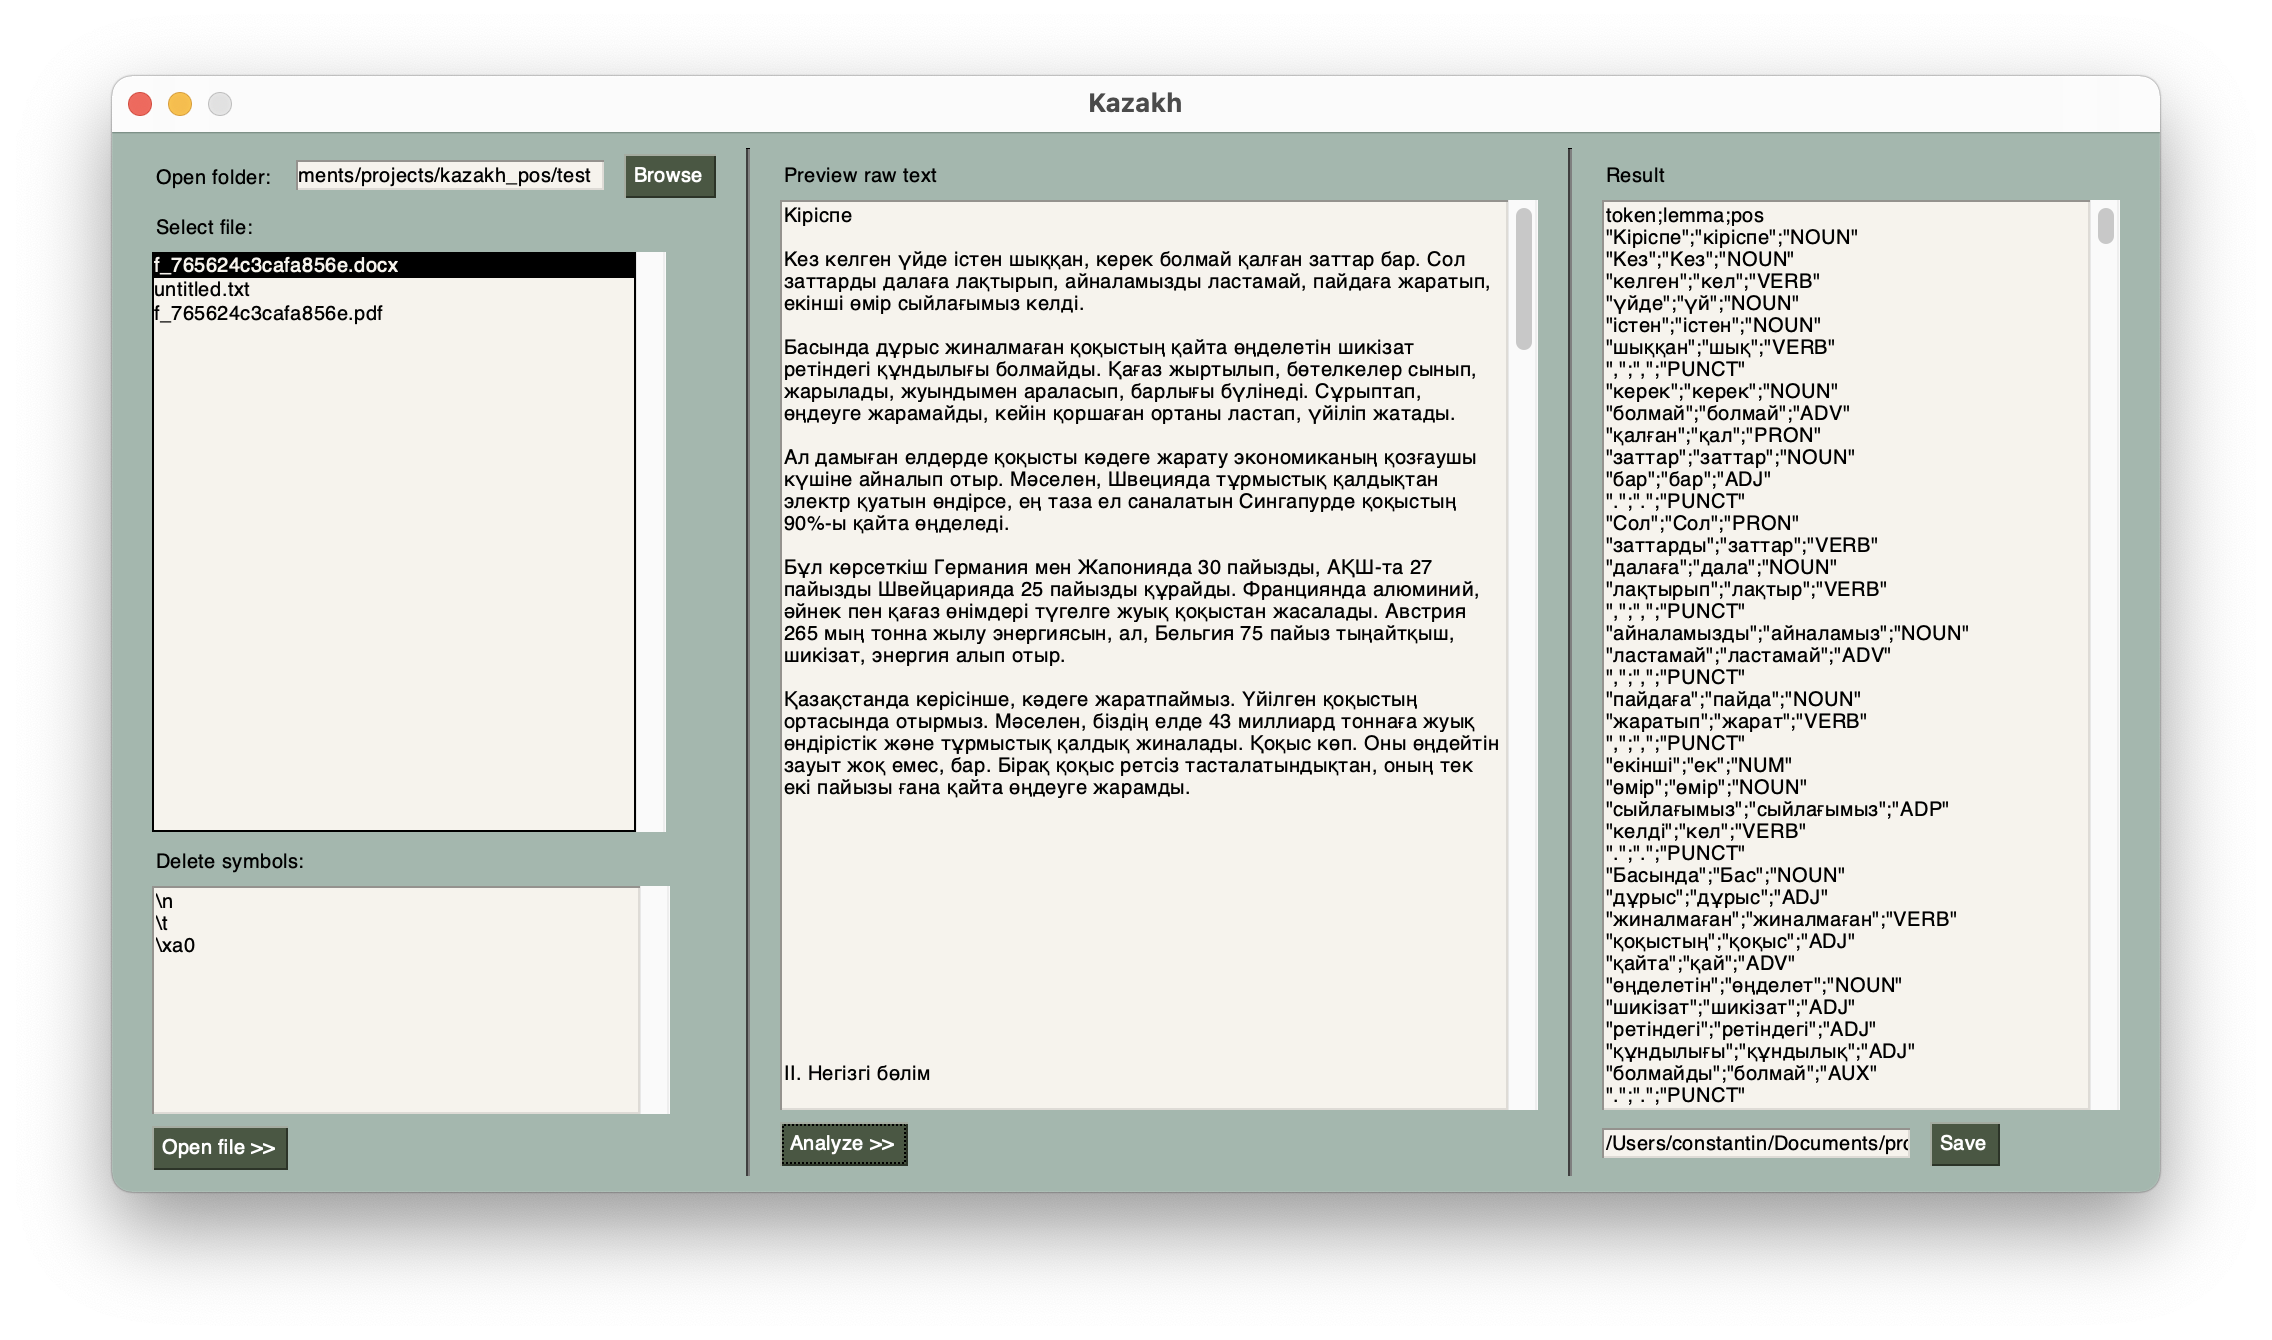 Kazakh
Open folder:
ments/projects/kazakh_pos/test
Browse
Select file:
f_765624c3cafa856e.docx
untitled.txt
f_765624c3cafa856e.pdf
Delete symbols:
\n
\t
\xa0
Open file >>
Preview raw text
Кіріспе
Кез келген үйде істен шыққан, керек болмай қалған заттар бар. Сол
заттарды далаға лақтырып, айналамызды ластамай, пайдаға жаратып,
екінші өмір сыйлағымыз келді.
Басында дұрыс жиналмаған қоқыстың қайта өңделетін шикізат
ретіндегі құндылығы болмайды. Қағаз жыртылып, бөтелкелер сынып,
жарылады, жуындымен араласып, барлығы бүлінеді. Сұрыптап,
өңдеуге жарамайды, кейін қоршаған ортаны ластап, үйіліп жатады.
Ал дамыған елдерде қоқысты кәдеге жарату экономиканың қозғаушы
күшіне айналып отыр. Мәселен, Швецияда тұрмыстық қалдықтан
электр қуатын өндірсе, ең таза ел саналатын Сингапурде қоқыстың
90%-ы қайта өңделеді.
Бұл көрсеткіш Германия мен Жапонияда 30 пайызды, АҚШ-та 27
пайызды Швейцарияда 25 пайызды құрайды. Франциянда алюминий,
әйнек пен қағаз өнімдері түгелге жуық қоқыстан жасалады. Австрия
265 мың тонна жылу энергиясын, ал, Бельгия 75 пайыз тыңайтқыш,
шикізат, энергия алып отыр.
Қазақстанда керісінше, кәдеге жаратпаймыз. Үйілген қоқыстың
ортасында отырмыз. Мәселен, біздің елде 43 миллиард тоннаға жуық
өндірістік және тұрмыстық қалдық жиналады. Қоқыс көп. Оны өңдейтін
зауыт жоқ емес, бар. Бірақ қоқыс ретсіз тасталатындықтан, оның тек
екі пайызы ғана қайта өңдеуге жарамды.
II. Негізгі бөлім
Analyze >>
Result
token;lemma;pos
"Кіріспе";"кіріспе";"NOUN"
"Кез";"Кез";"NOUN"
"келген";"кел";"VERB"
"үйде";"үй";"NOUN"
"істен";"істен";"NOUN"
"шыққан";"шық";"VERB"
",";",";"PUNCT"
"керек";"керек";"NOUN"
"болмай";"болмай";"ADV"
"қалған";"қал";"PRON"
"заттар";"заттар";"NOUN"
"бар";"бар";"ADJ"
".";".";"PUNCT"
"Сол";"Сол";"PRON"
"заттарды";"заттар";"VERB"
"далаға";"дала";"NOUN"
"лақтырып";"лақтыр";"VERB"
",";",";"PUNCT"
"айналамызды";"айналамыз";"NOUN"
"ластамай";"ластамай";"ADV"
",";",";"PUNCT"
"пайдаға";"пайда";"NOUN"
"жаратып";"жарат";"VERB"
",";",";"PUNCT"
"екінші";"ек";"NUM"
"өмір";"өмір";"NOUN"
"сыйлағымыз";"сыйлағымыз";"ADP"
"келді";"кел";"VERB"
".";".";"PUNCT"
"Басында";"Бас";"NOUN"
"дұрыс";"дұрыс";"ADJ"
"жиналмаған";"жиналмаған";"VERB"
"қоқыстың";"қоқыс";"ADJ"
"қайта";"қай";"ADV"
"өңделетін";"өңделет";"NOUN"
"шикізат";"шикізат";"ADJ"
"ретіндегі";"ретіндегі";"ADJ"
"құндылығы";"құндылық";"ADJ"
"болмайды";"болмай";"AUX"
".";".";"PUNCT"
/Users/constantin/Documents/pro
Save